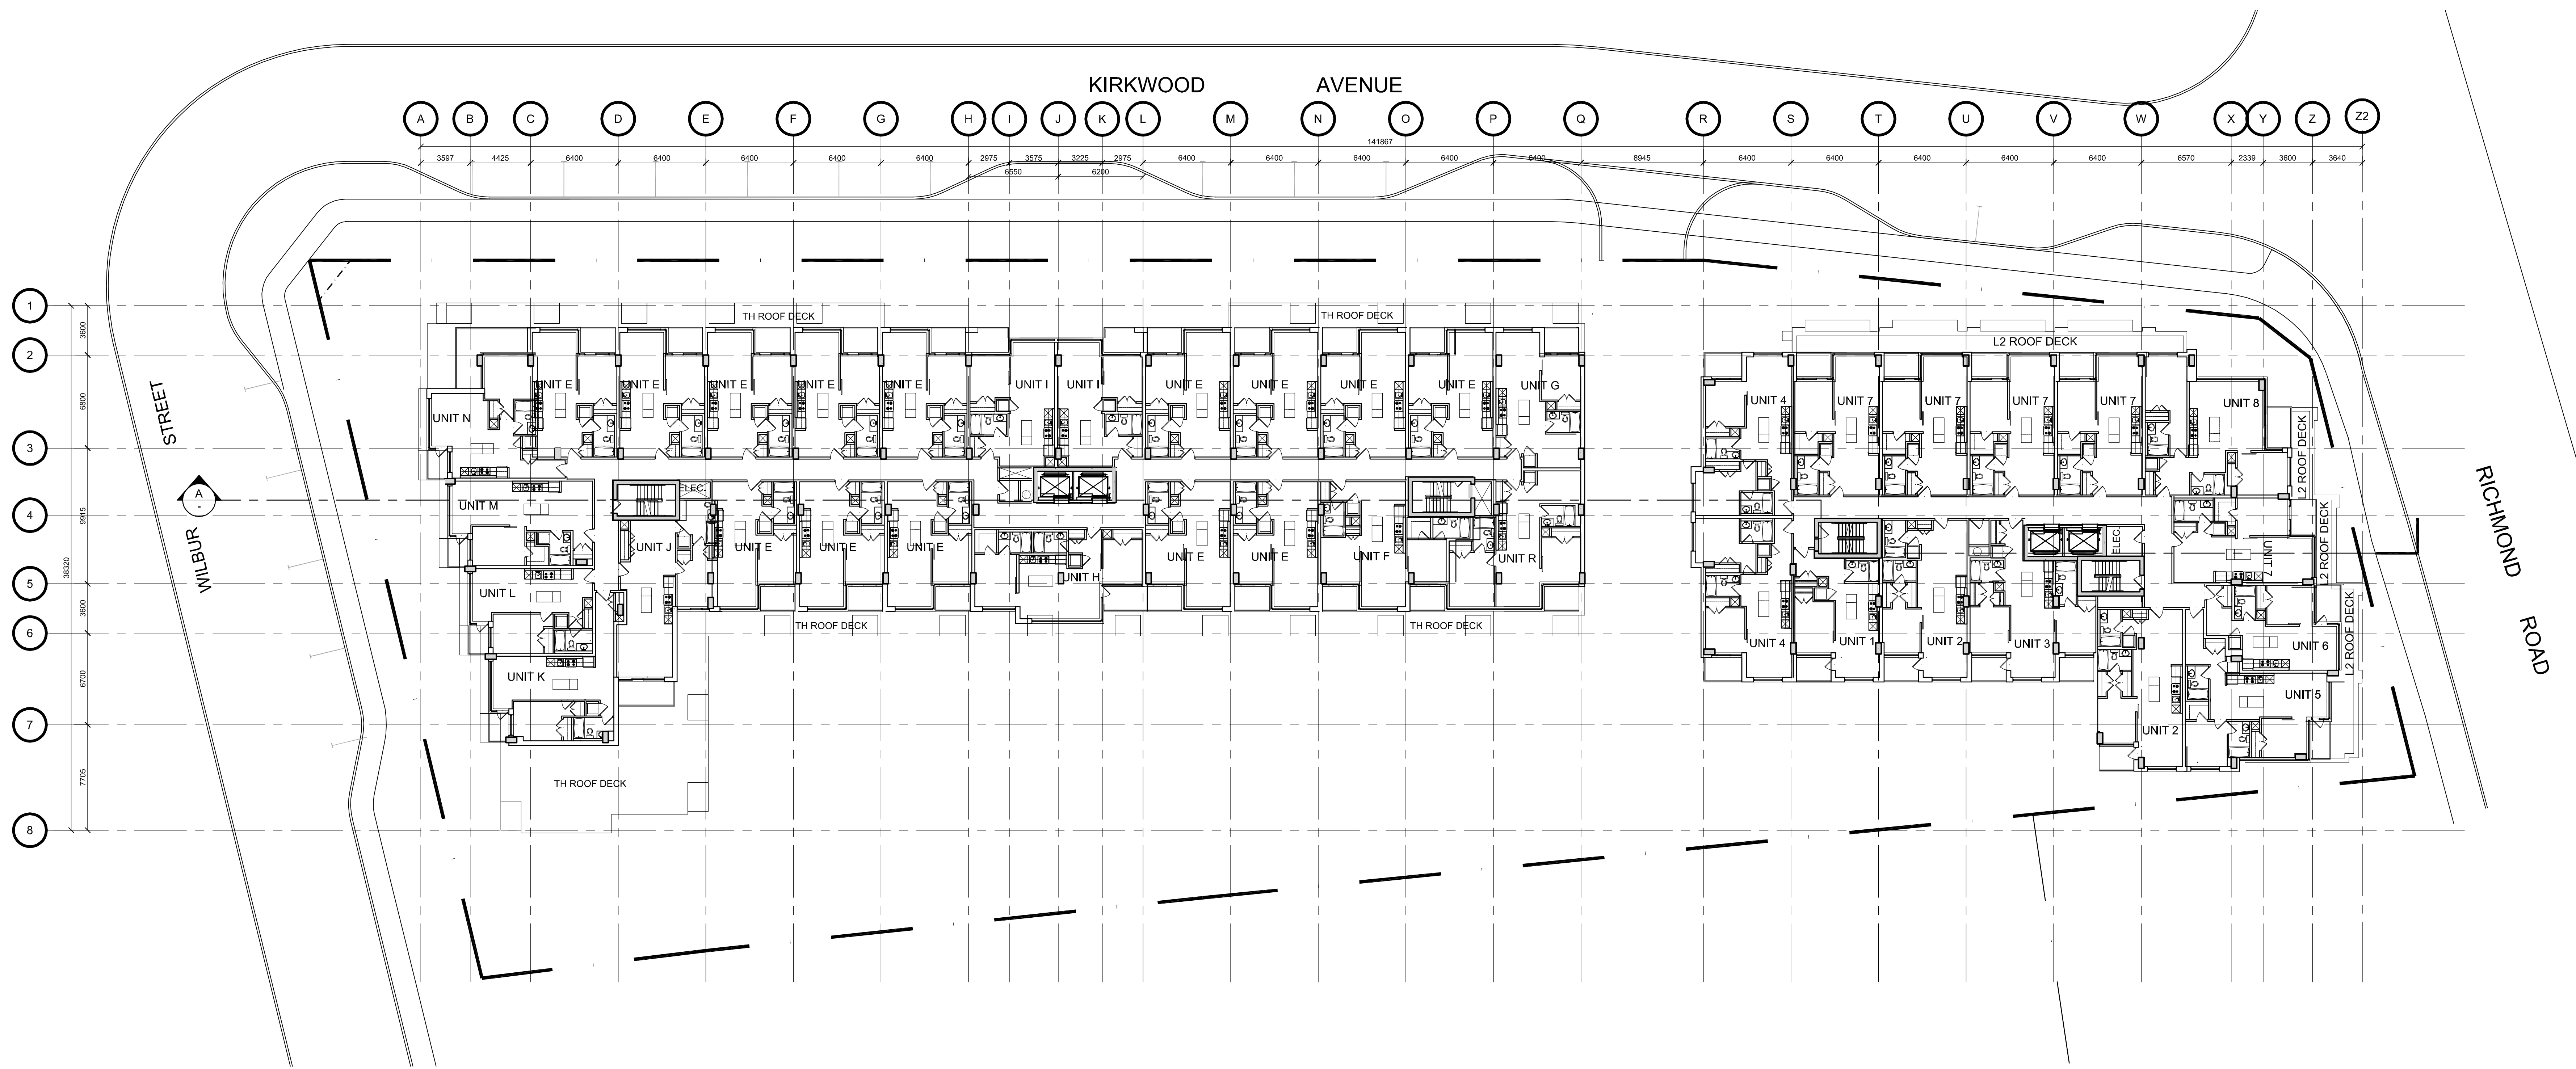 KIRKWOOD AVENUE
A B C D E F G H I J K L M N O P Q R S T U V W X Y Z Z2
141867
3597 4425 6400 6400 6400 6400 6400 2975 3575 3225 2975 6400 6400 6400 6400 6400 8945 6400 6400 6400 6400 6400 6570 2339 3600 3640
6550 6200
1
3600
2
6800
3
9915
4
38320
5
3600
6
6700
7
7705
8
WILBUR STREET
A
-
RICHMOND ROAD
TH ROOF DECK
TH ROOF DECK
L2 ROOF DECK
UNIT N
UNIT E UNIT E UNIT E UNIT E UNIT E UNIT I UNIT I UNIT E UNIT E UNIT E UNIT E UNIT G
UNIT 4 UNIT 7 UNIT 7 UNIT 7 UNIT 7 UNIT 8
L2 ROOF DECK
ELEC.
UNIT M
UNIT J UNIT E UNIT E UNIT E UNIT H UNIT E UNIT E UNIT F UNIT R
ELEC.
UNIT 7
L2 ROOF DECK
UNIT L
TH ROOF DECK
TH ROOF DECK
UNIT 4 UNIT 1 UNIT 2 UNIT 3 UNIT 6
L2 ROOF DECK
UNIT K
UNIT 5
UNIT 2
TH ROOF DECK